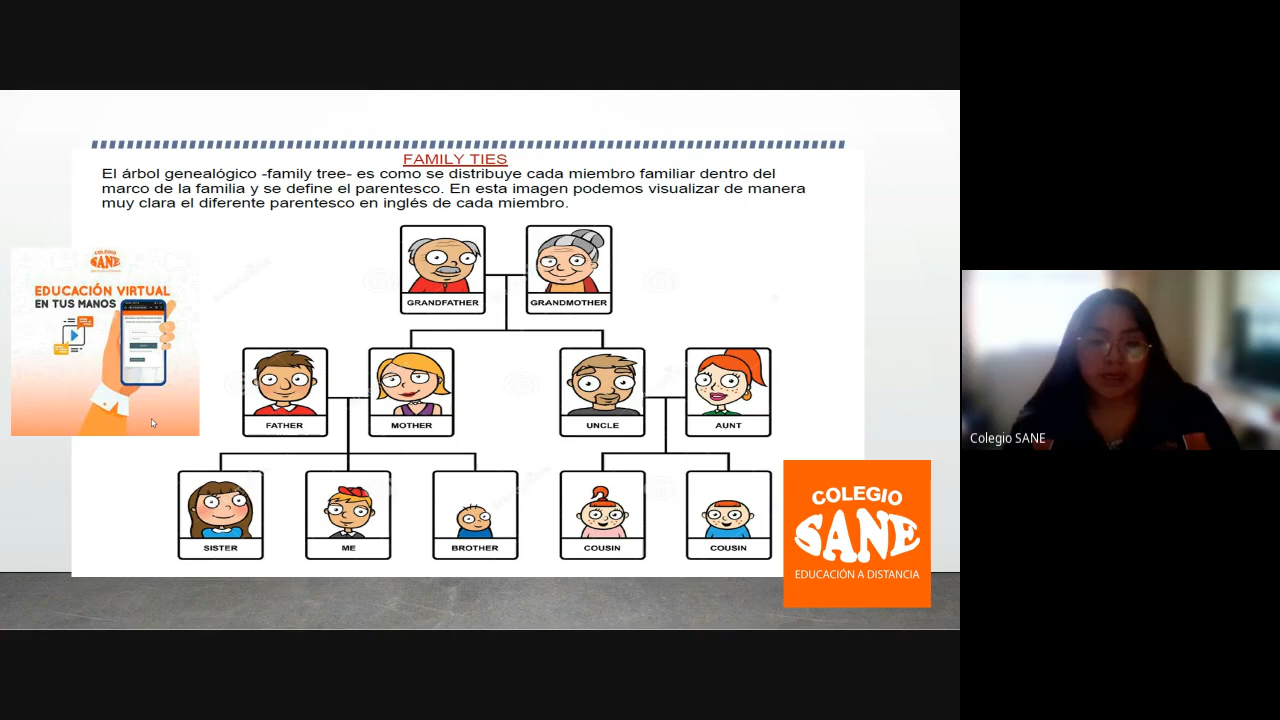 FAMILY TIES
El árbol genealógico -family tree- es como se distribuye cada miembro familiar dentro del
marco de la familia y se define el parentesco. En esta imagen podemos visualizar de manera
muy clara el diferente parentesco en inglés de cada miembro.
GRANDFATHER
GRANDMOTHER
COLEGIO
SANE
EDUCACIÓN VIRTUAL
EN TUS MANOS
FATHER
MOTHER
UNCLE
AUNT
SISTER
ME
BROTHER
COUSIN
COUSIN
COLEGIO
SANE
EDUCACIÓN A DISTANCIA
Colegio SANE